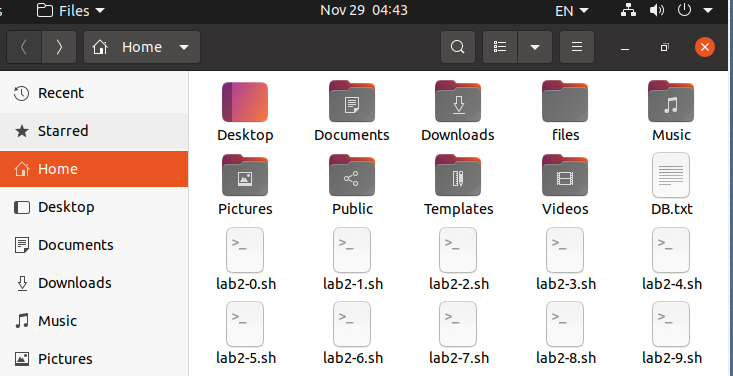 Files
Nov 29 04:43
EN
Home
Recent
Starred
Home
Desktop
Documents
Downloads
Music
Pictures
Desktop
Documents
Downloads
files
Music
Pictures
Public
Templates
Videos
DB.txt
>_
>_
>_
>_
>_
lab2-0.sh
lab2-1.sh
lab2-2.sh
lab2-3.sh
lab2-4.sh
>_
>_
>_
>_
>_
lab2-5.sh
lab2-6.sh
lab2-7.sh
lab2-8.sh
lab2-9.sh